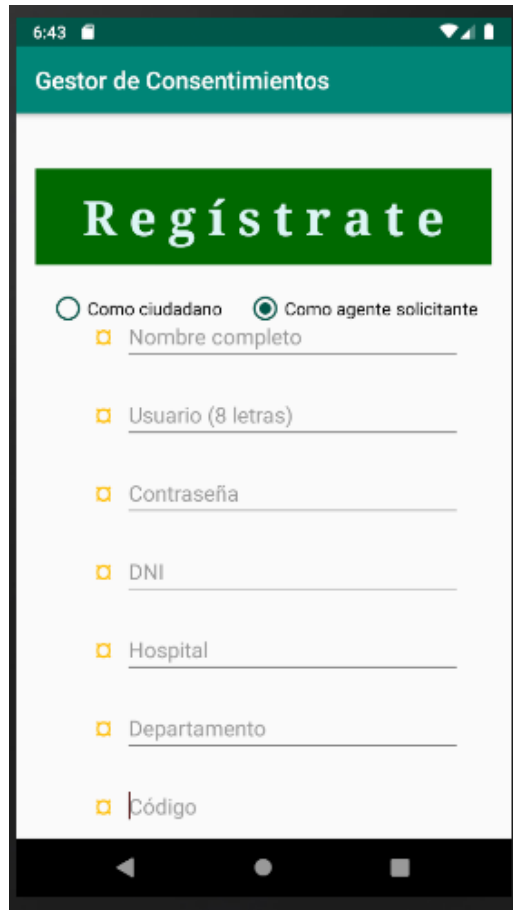 6:43
Gestor de Consentimientos
Regístrate
Como ciudadano Como agente solicitante
¤ Nombre completo
¤ Usuario (8 letras)
¤ Contraseña
¤ DNI
¤ Hospital
¤ Departamento
¤ Código